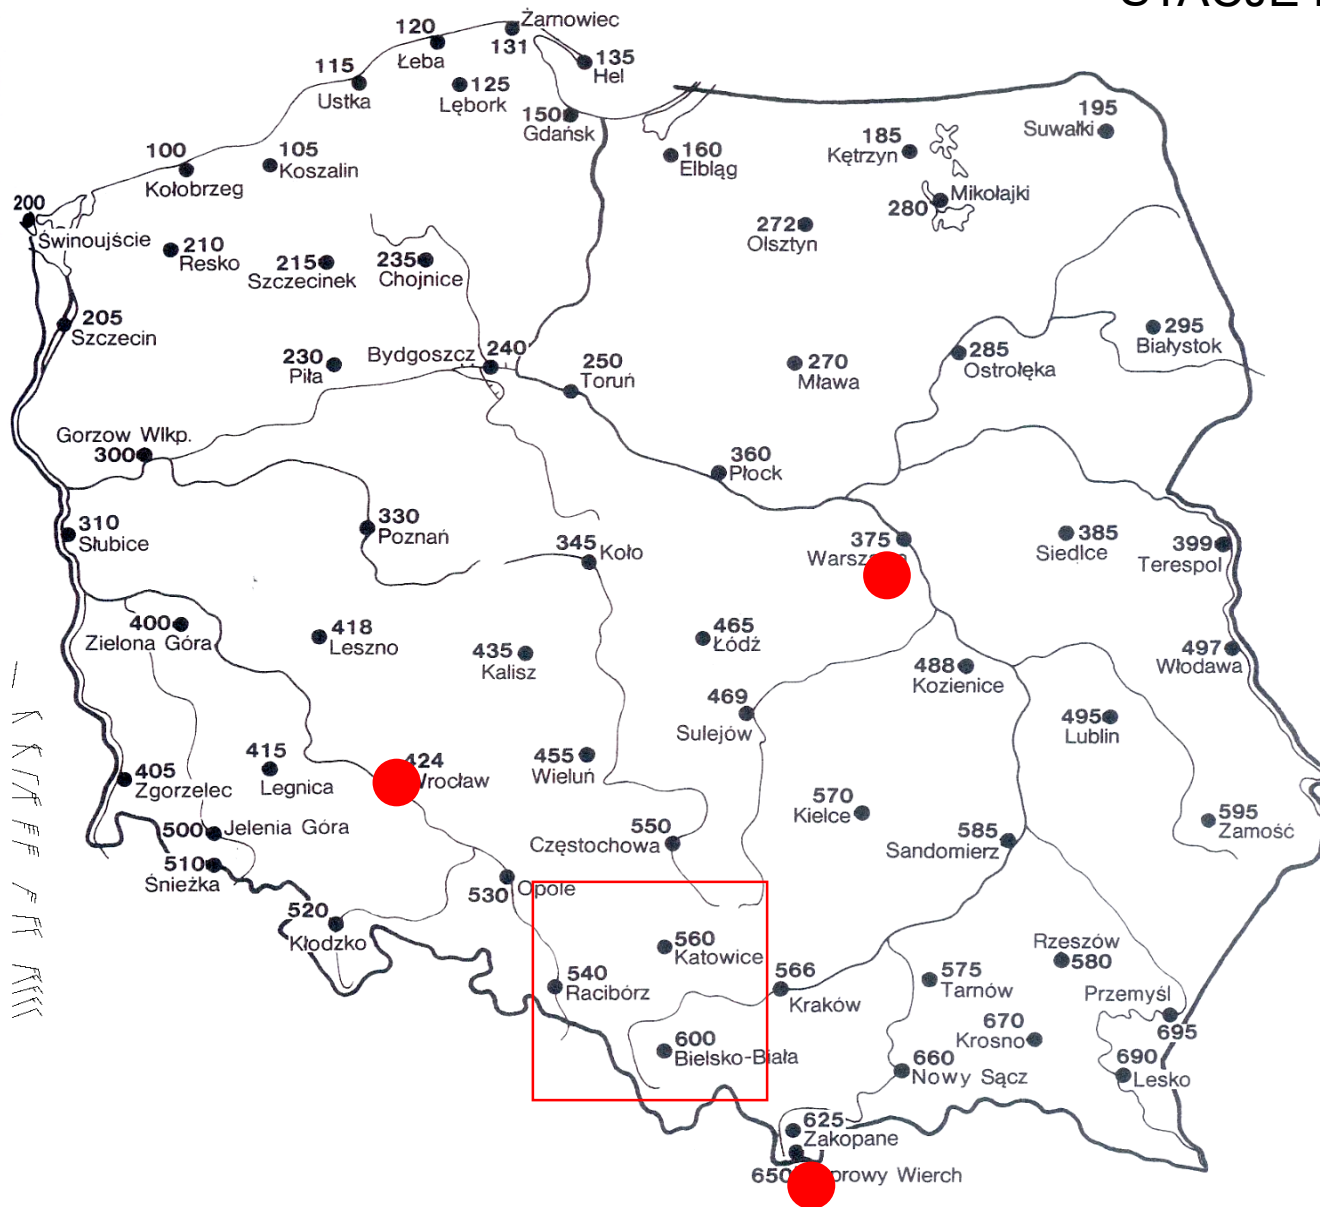 STACJE
Żarnowiec
120
131
Łeba
135
Hel
115
Ustka
125
Lębork
150
Gdańsk
195
Suwałki
185
Kętrzyn
160
Elbląg
100
Kołobrzeg
105
Koszalin
Mikołajki
280
200
Świnoujście
272
Olsztyn
210
Resko
215
Szczecinek
235
Chojnice
205
Szczecin
295
Białystok
230
Piła
Bydgoszcz 240
250
Toruń
270
Mława
285
Ostrołęka
Gorzow Wlkp.
300
360
Płock
310
Słubice
330
Poznań
345 Koło
375
385
Siedlce
399
Terespol
400
Zielona Góra
418
Leszno
435
Kalisz
465
Łódź
488
Kozienice
497
Włodawa
469
Sulejów
495
Lublin
405
Zgorzelec
415
Legnica
424
Wrocław
455
Wieluń
500 Jelenia Góra
510
Śnieżka
550
Częstochowa
570
Kielce
585
Sandomierz
595
Zamość
530 Opole
520
Kłodzko
560
Katowice
540
Racibórz
566
Kraków
575
Tarnów
Rzeszów
580
Przemyśl
695
600
Bielsko-Biała
670
Krosno
660
Nowy Sącz
690
Lesko
625
Zakopane
650 prowy Wierch